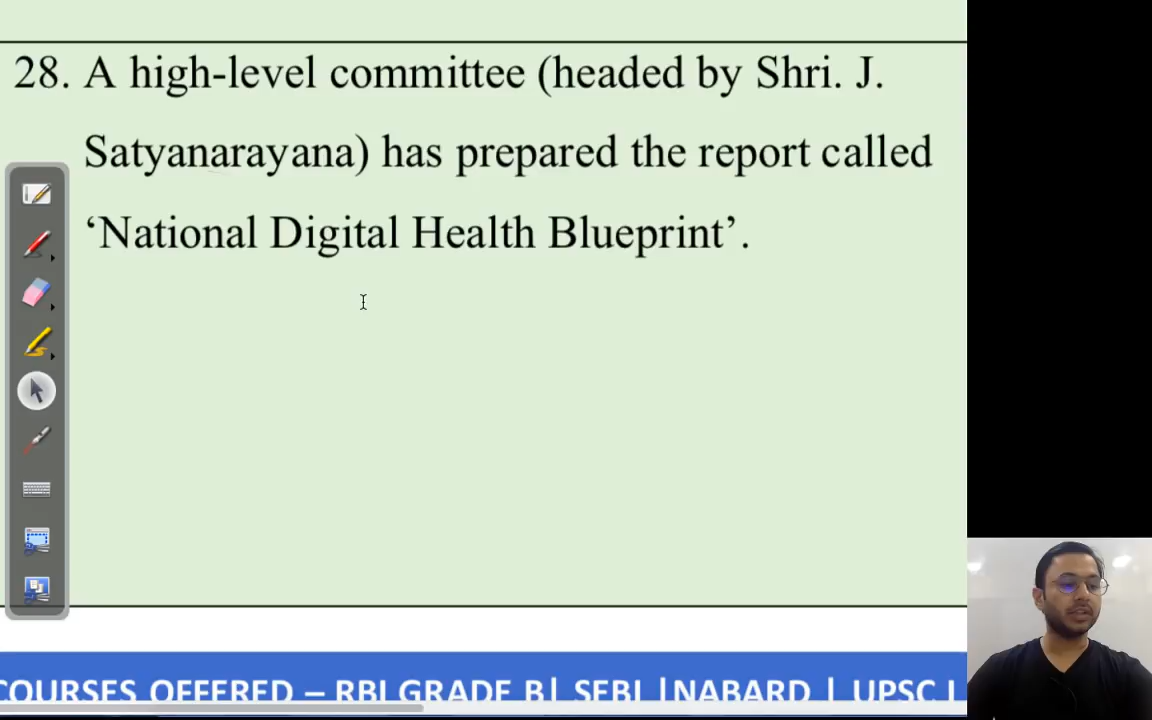 28. A high-level committee (headed by Shri. J.
Satyanarayana) has prepared the report called
‘National Digital Health Blueprint’.
COURSES OFFERED – RBI GRADE B| SEBI |NABARD | UPSC